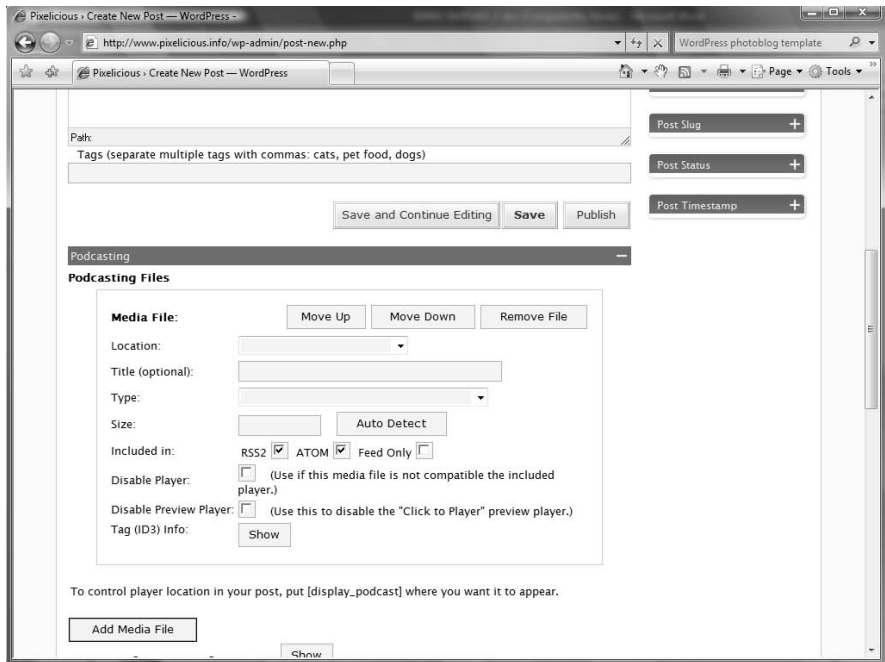 Pixelicious › Create New Post — WordPress -
http://www.pixelicious.info/wp-admin/post-new.php
WordPress photoblog template
Pixelicious › Create New Post — WordPress
Page
Tools
Path:
Tags (separate multiple tags with commas: cats, pet food, dogs)
Save and Continue Editing
Save
Publish
Post Slug
Post Status
Post Timestamp
Podcasting
Podcasting Files
Media File:
Move Up
Move Down
Remove File
Location:
Title (optional):
Type:
Size:
Auto Detect
Included in:
RSS2 ATOM Feed Only
Disable Player:
(Use if this media file is not compatible the included
player.)
Disable Preview Player:
(Use this to disable the "Click to Player" preview player.)
Tag (ID3) Info:
Show
To control player location in your post, put [display_podcast] where you want it to appear.
Add Media File
Show